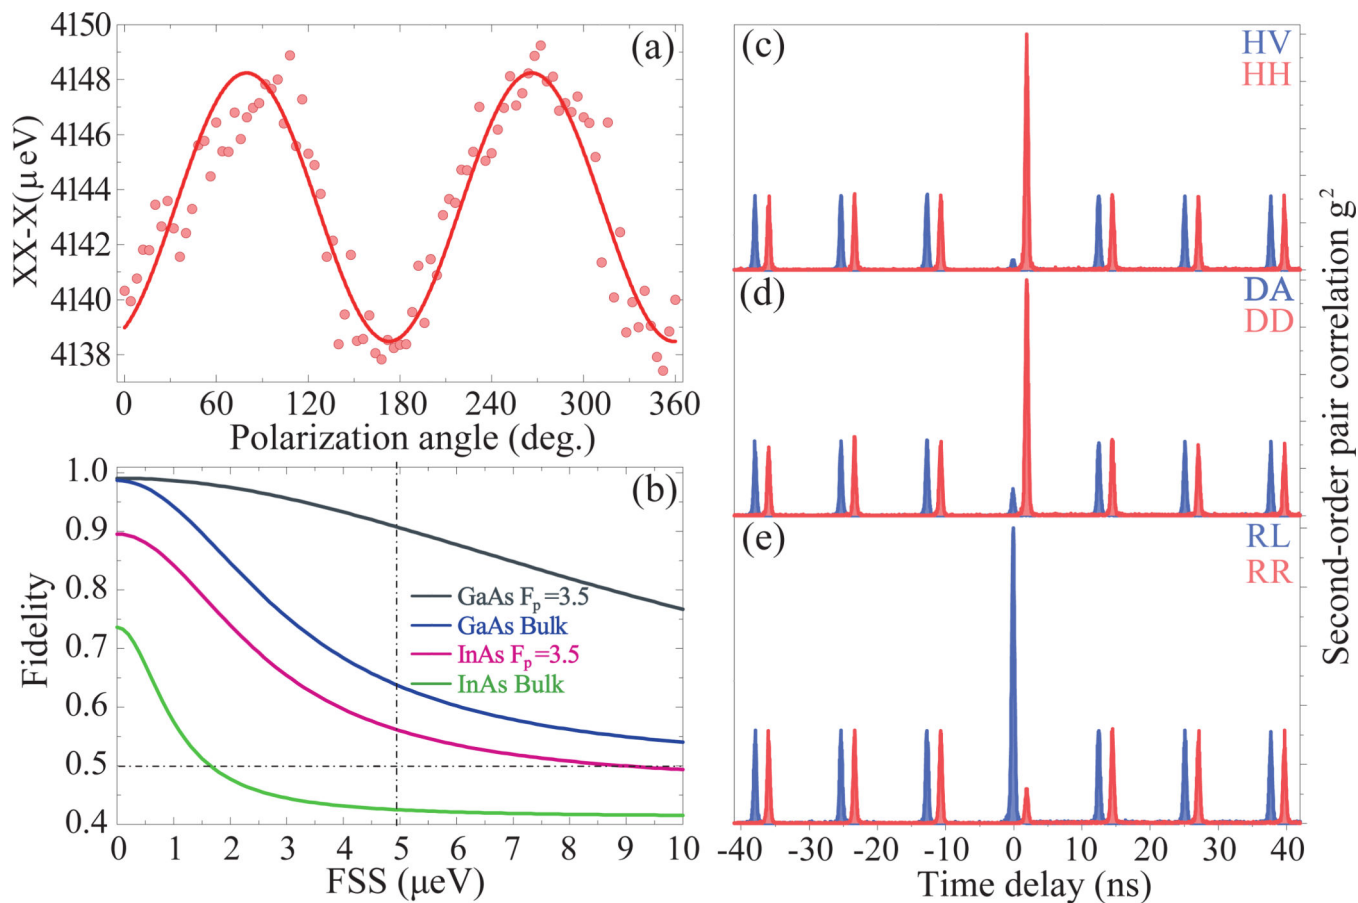 (a)
XX-X(μeV)
4150
4148
4146
4144
4142
4140
4138
0 60 120 180 240 300 360
Polarization angle (deg.)
(b)
Fidelity
1.0
0.9
0.8
0.7
0.6
0.5
0.4
GaAs Fp=3.5
GaAs Bulk
InAs Fp=3.5
InAs Bulk
0 1 2 3 4 5 6 7 8 9 10
FSS (μeV)
(c)
HV
HH
(d)
DA
DD
(e)
RL
RR
-40 -30 -20 -10 0 10 20 30 40
Time delay (ns)
Second-order pair correlation g²